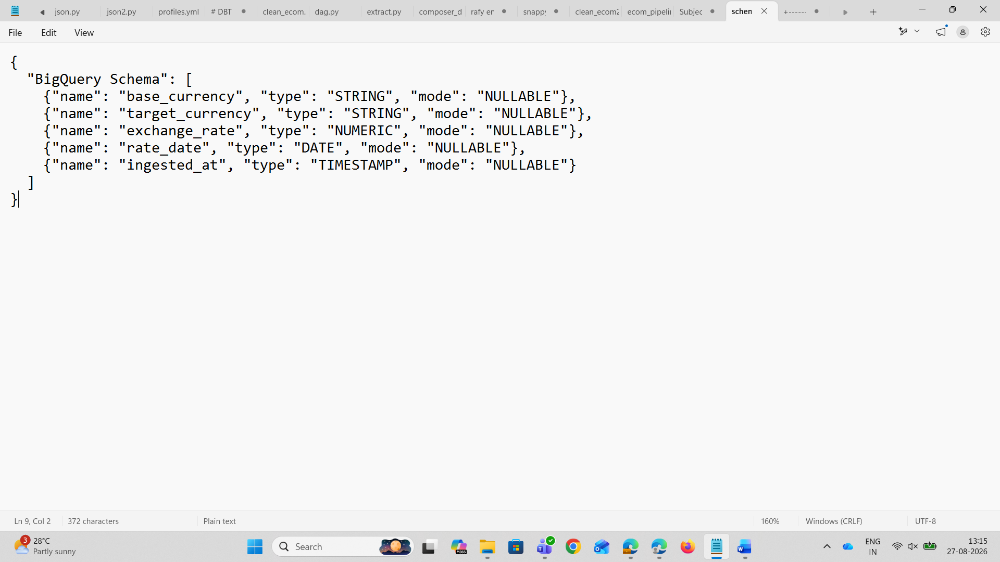 json.py
json2.py
profiles.yml
# DBT
clean_ecom.
dag.py
extract.py
composer_d
rafy er
snappy
clean_ecom2
ecom_pipelin
Subjec
schem
+------
File
Edit
View
{
  "BigQuery Schema": [
    {"name": "base_currency", "type": "STRING", "mode": "NULLABLE"},
    {"name": "target_currency", "type": "STRING", "mode": "NULLABLE"},
    {"name": "exchange_rate", "type": "NUMERIC", "mode": "NULLABLE"},
    {"name": "rate_date", "type": "DATE", "mode": "NULLABLE"},
    {"name": "ingested_at", "type": "TIMESTAMP", "mode": "NULLABLE"}
  ]
}
Ln 9, Col 2
372 characters
Plain text
160%
Windows (CRLF)
UTF-8
3
28°C
Partly sunny
Search
M365
ENG
IN
13:15
27-08-2026